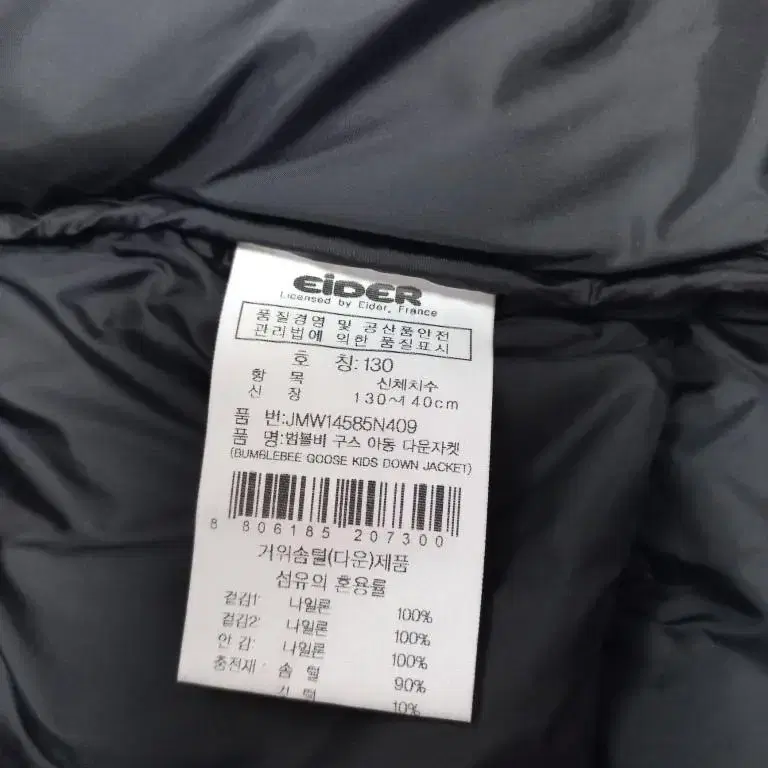 EiDER
Licensed by Eider, France
품질경영 및 공산품안전
관리법에 의한 품질표시
호 칭:130
항 목 신체치수
신 장 130~140cm
품 번:JMW14585N409
품 명:범블비 구스 아동 다운자켓
(BUMBLEBEE GOOSE KIDS DOWN JACKET)
8 806185 207300
거위솜털(다운)제품
섬유의 혼용률
겉감1: 나일론 100%
겉감2: 나일론 100%
안 감: 나일론 100%
충전재: 솜 털 90%
깃 털 10%